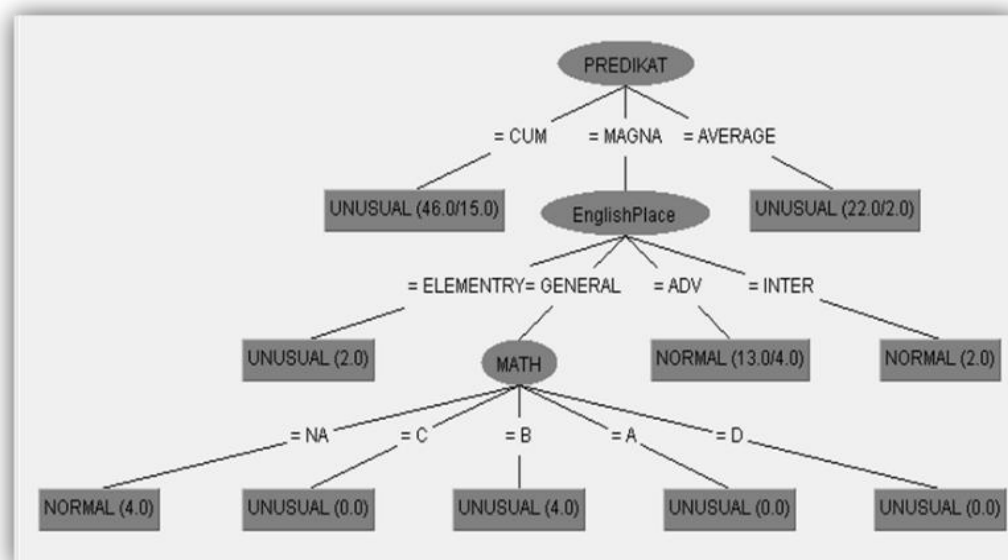 PREDIKAT
= CUM = MAGNA = AVERAGE
UNUSUAL (46.0/15.0) EnglishPlace UNUSUAL (22.0/2.0)
= ELEMENTRY = GENERAL = ADV = INTER
UNUSUAL (2.0) MATH NORMAL (13.0/4.0) NORMAL (2.0)
= NA = C = B = A = D
NORMAL (4.0) UNUSUAL (0.0) UNUSUAL (4.0) UNUSUAL (0.0) UNUSUAL (0.0)